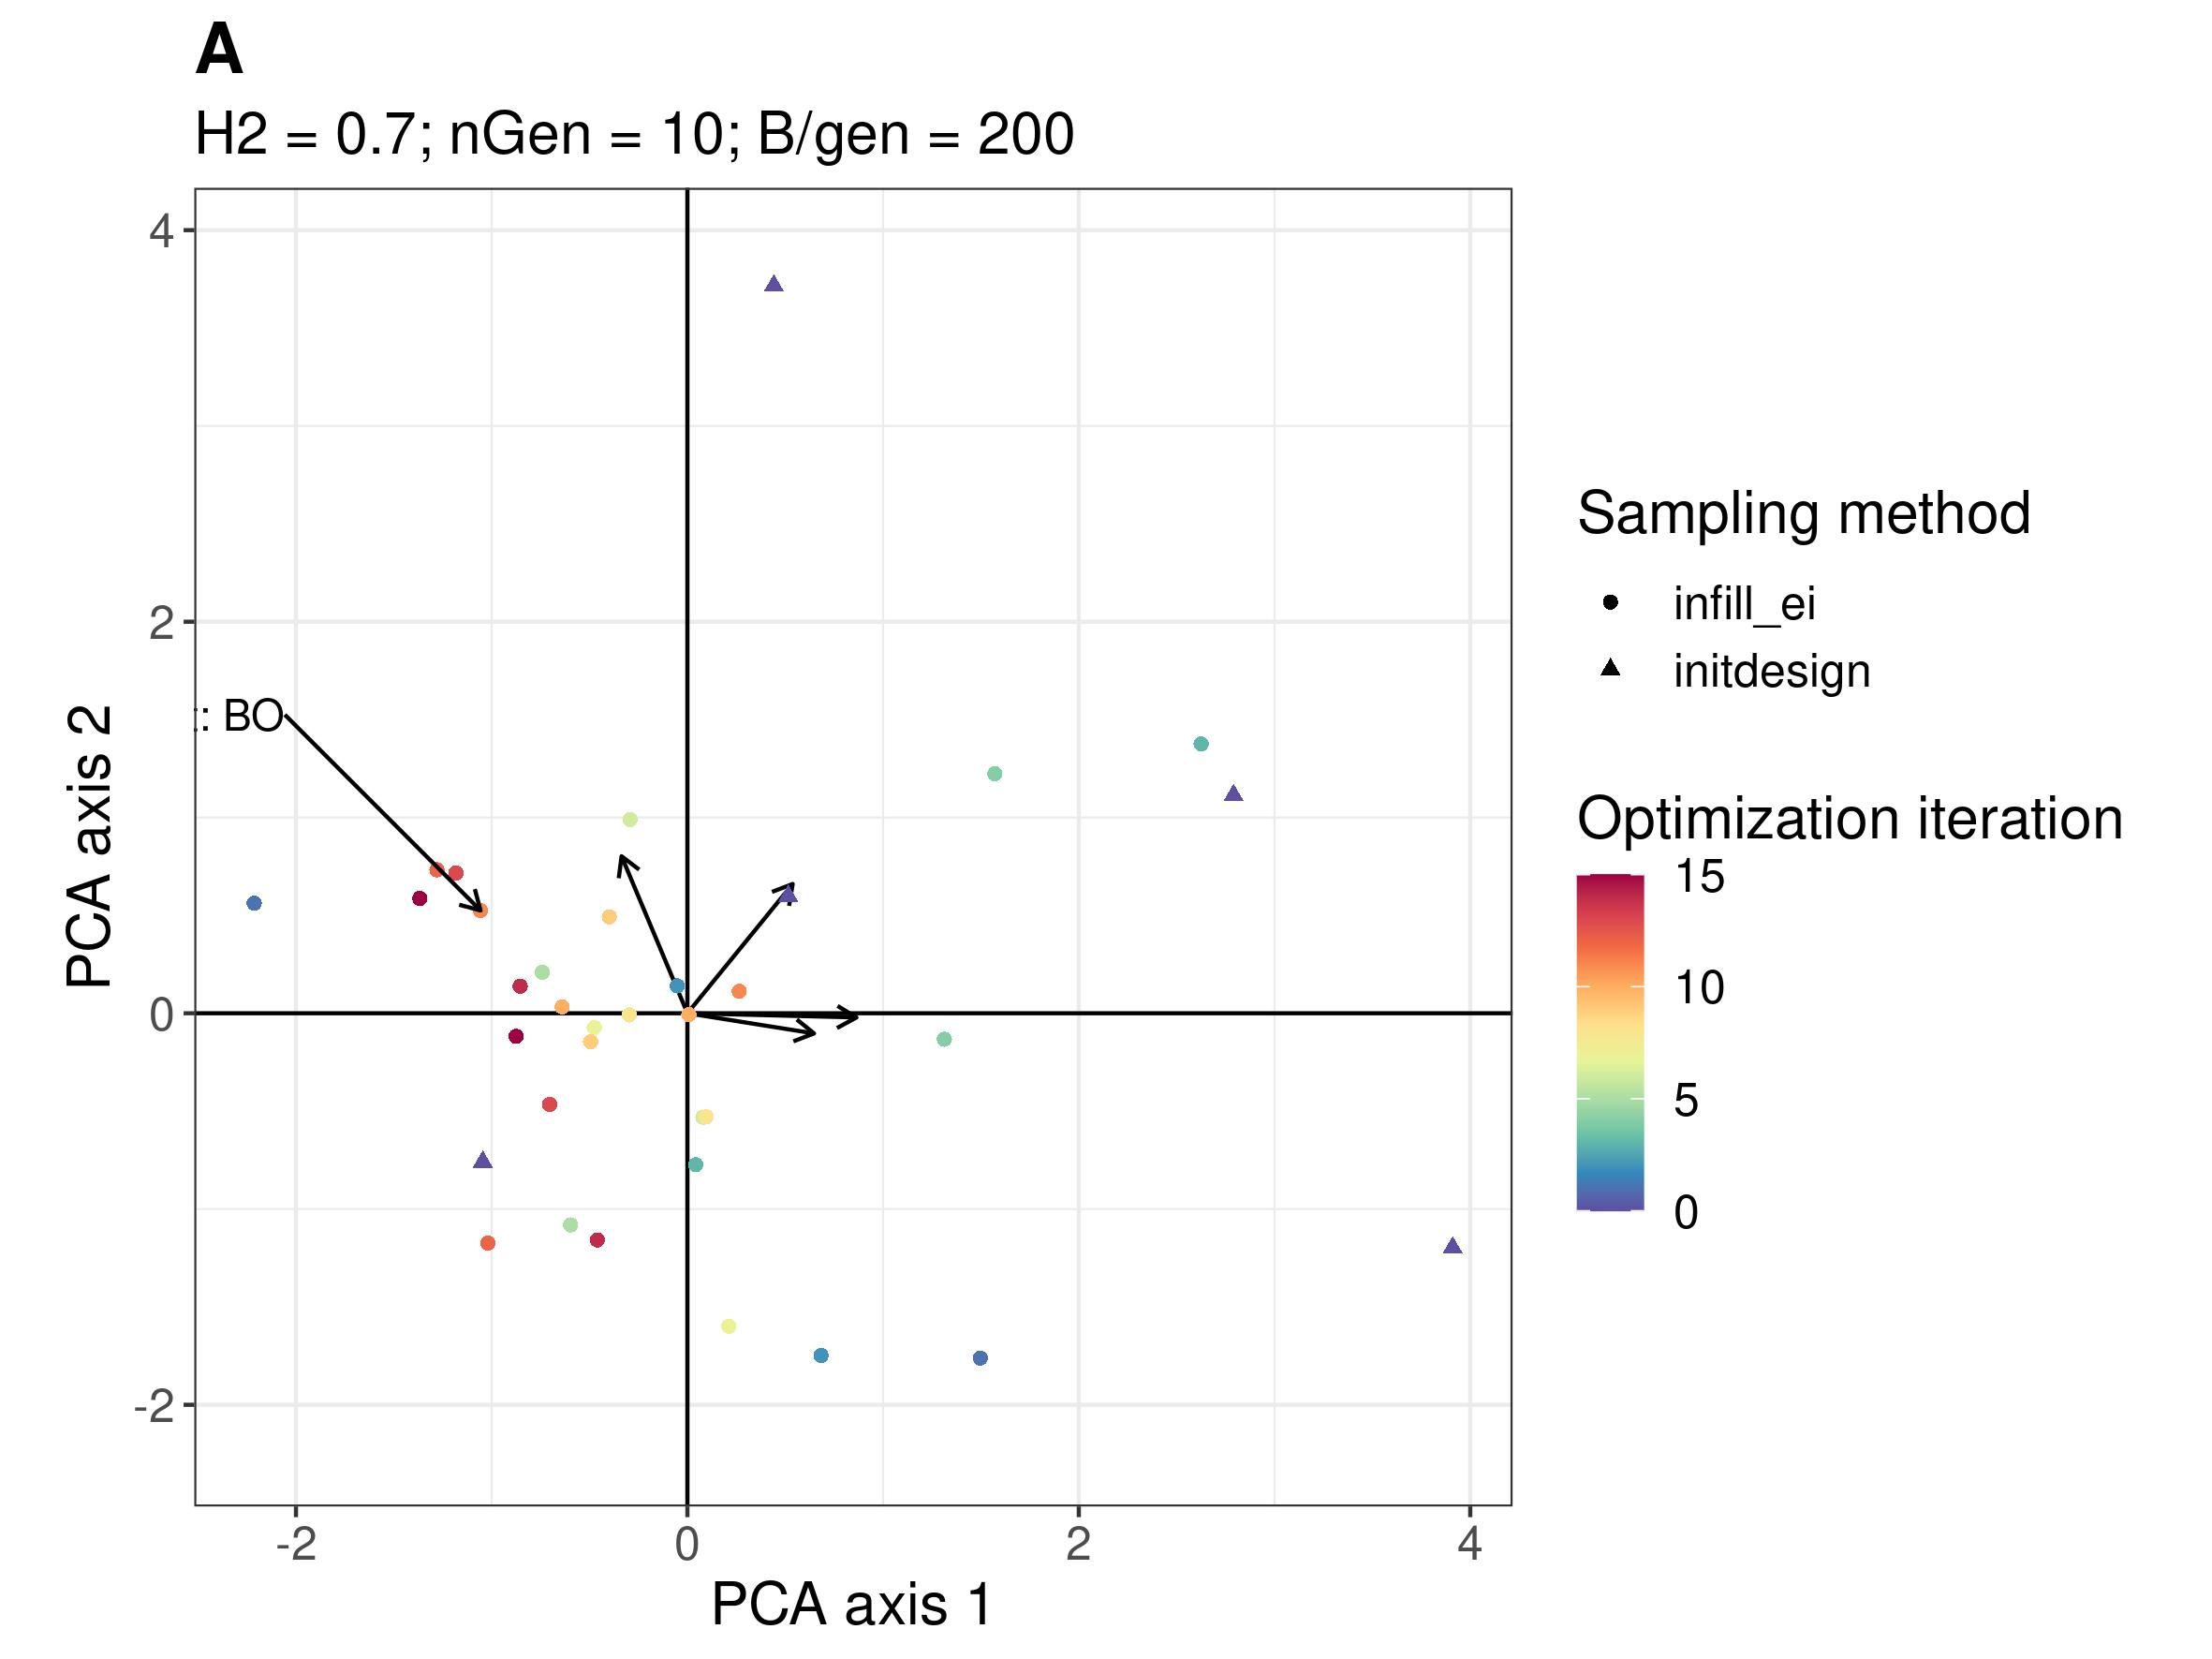 A
H2 = 0.7; nGen = 10; B/gen = 200
4
2
0
-2
-2
0
2
4
PCA axis 1
PCA axis 2
: BO
Sampling method
infill_ei
initdesign
Optimization iteration
15
10
5
0